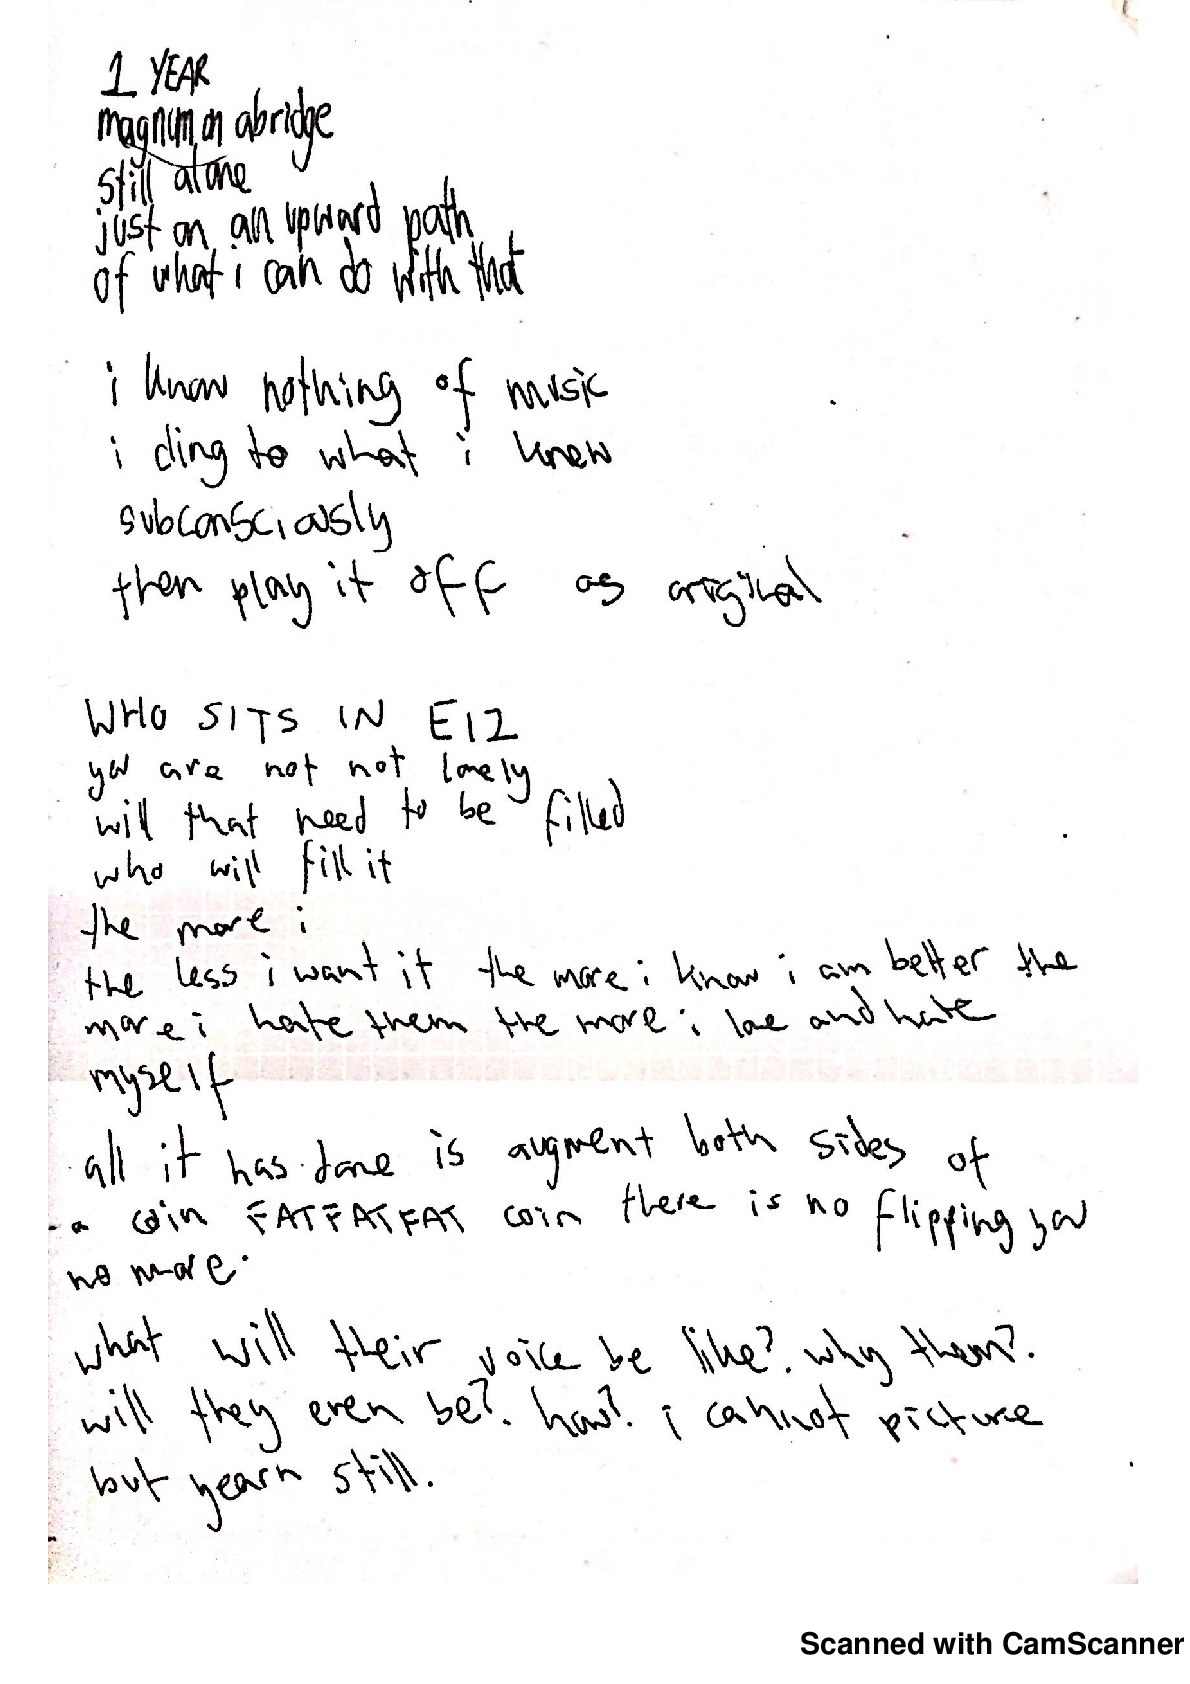 1 YEAR
magnum on abridge
still alone
just on an upward path
of what i can do with that
i know nothing of music
i cling to what i knew
subconsciously
then play it off as original
WHO SITS IN E12
you are not not lonely
will that need to be filled
who will fill it
the more i
the less i want it the more i know i am better the
more i hate them the more i love and hate
myself
all it has done is augment both sides of
a coin FATFATFAT coin there is no flipping you
no more.
what will their voice be like?. why them?.
will they even be?. how?. i cannot picture
but yearn still.
Scanned with CamScanner